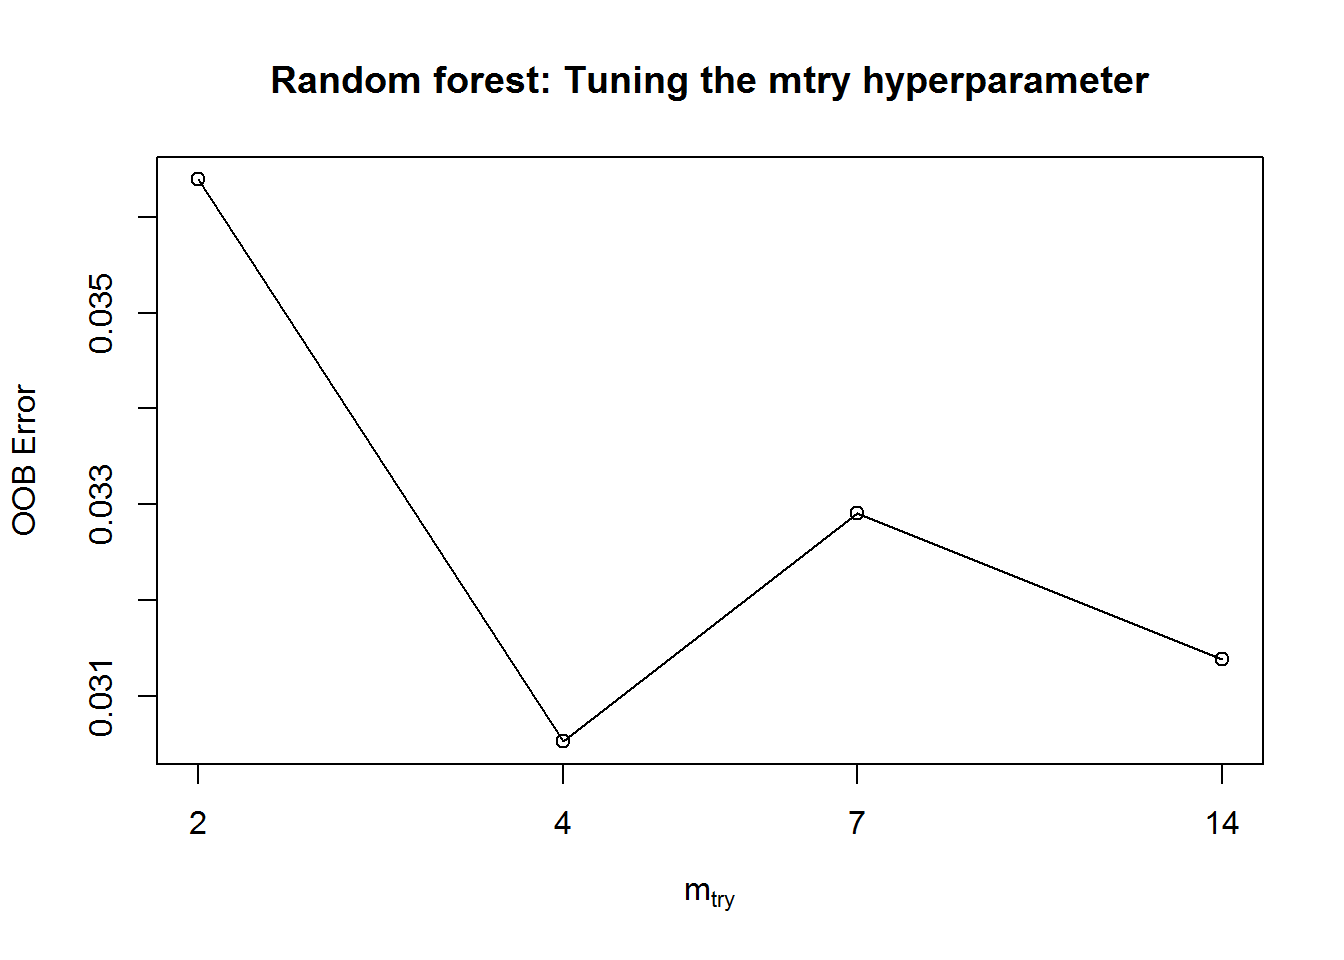 Random forest: Tuning the mtry hyperparameter
OOB Error
0.035
0.033
0.031
2 4 7 14
mtry